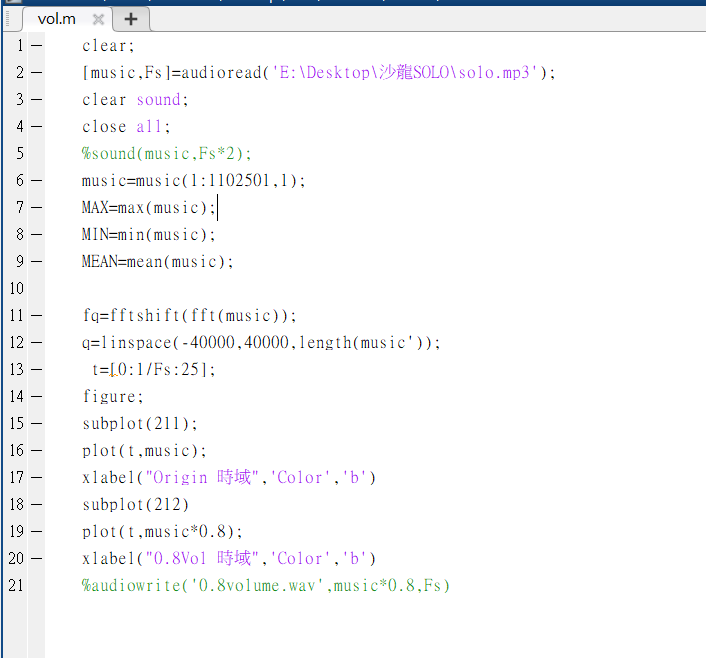 vol.m
1 clear;
2 [music,Fs]=audioread('E:\Desktop\沙龍SOLO\solo.mp3');
3 clear sound;
4 close all;
5 %sound(music,Fs*2);
6 music=music(1:1102501,1);
7 MAX=max(music);
8 MIN=min(music);
9 MEAN=mean(music);
10
11 fq=fftshift(fft(music));
12 q=linspace(-40000,40000,length(music'));
13 t=[0:1/Fs:25];
14 figure;
15 subplot(211);
16 plot(t,music);
17 xlabel("Origin 時域",'Color','b')
18 subplot(212)
19 plot(t,music*0.8);
20 xlabel("0.8Vol 時域",'Color','b')
21 %audiowrite('0.8volume.wav',music*0.8,Fs)